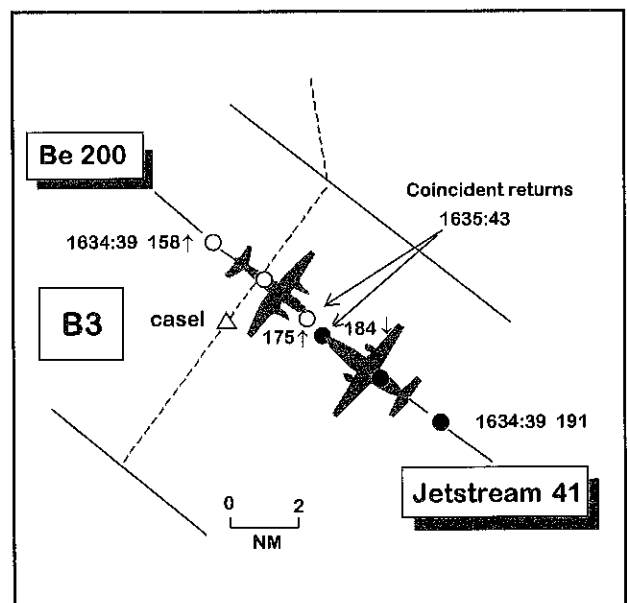 Be 200
Coincident returns
1635:43
1634:39 158↑
B3
casel
175↑
184↓
1634:39 191
0 2
NM
Jetstream 41